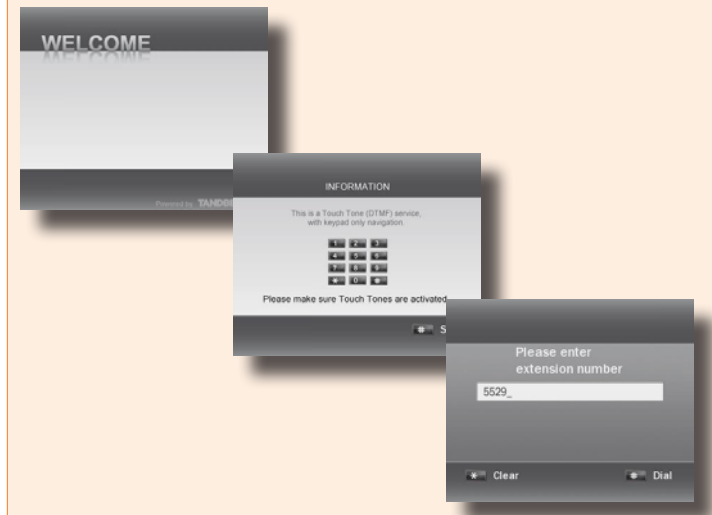 WELCOME
Powered by TANDBE
INFORMATION
This is a Touch Tone (DTMF) service,
with keypad only navigation
1 2 3
4 5 6
7 8 9
* 0 #
Please make sure Touch Tones are activated
# S
Please enter
extension number
5529_
* Clear # Dial